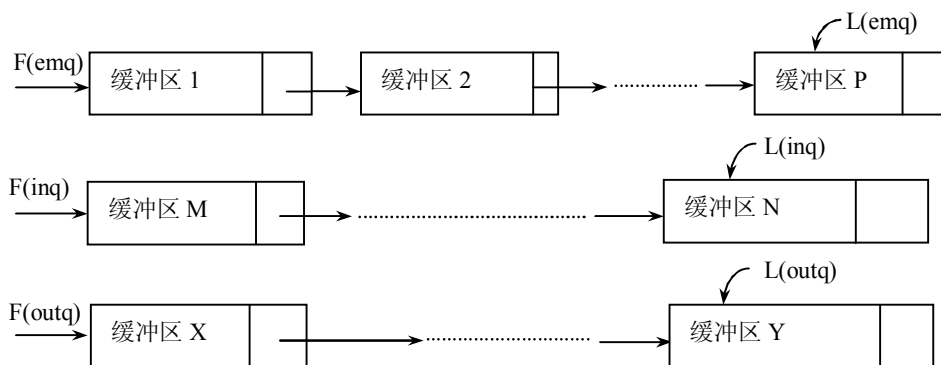 L(emq)
F(emq)
缓冲区 1
缓冲区 2
缓冲区 P
L(inq)
F(inq)
缓冲区 M
缓冲区 N
L(outq)
F(outq)
缓冲区 X
缓冲区 Y